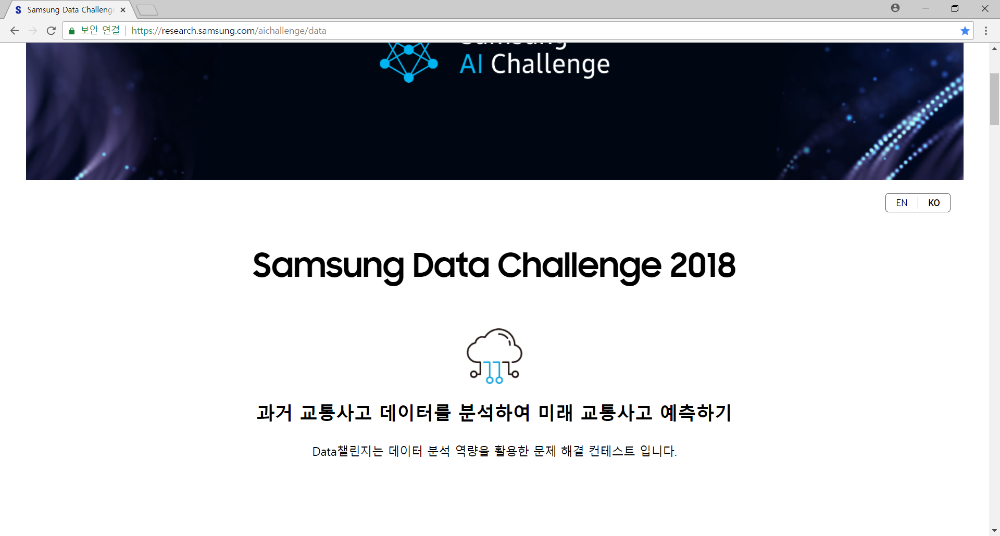 Samsung Data Challeng
보안 연결
https://research.samsung.com/aichallenge/data
Samsung
AI Challenge
EN
KO
Samsung Data Challenge 2018
과거 교통사고 데이터를 분석하여 미래 교통사고 예측하기
Data챌린지는 데이터 분석 역량을 활용한 문제 해결 컨테스트 입니다.